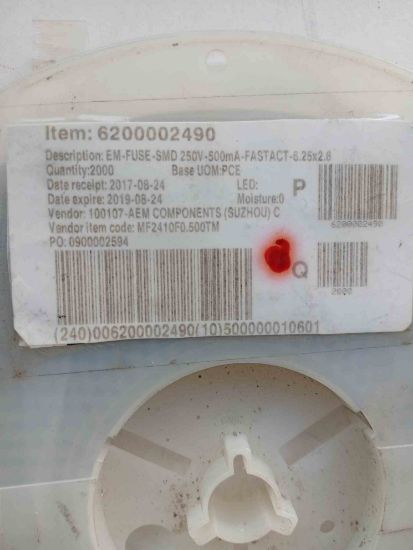 Item: 6200002490
Description: EM-FUSE-SMD 250V-500mA-FASTACT-6.25x2.8
Quantity:2000 Base UOM:PCE
Date receipt: 2017-08-24 LED: P
Date expire: 2019-08-24 Moisture:0
Vendor: 100107-AEM COMPONENTS (SUZHOU) C
Vendor item code: MF2410F0.500TM
6200002490
PO: 0900002594
Q
2000
(240)006200002490(10)500000010601